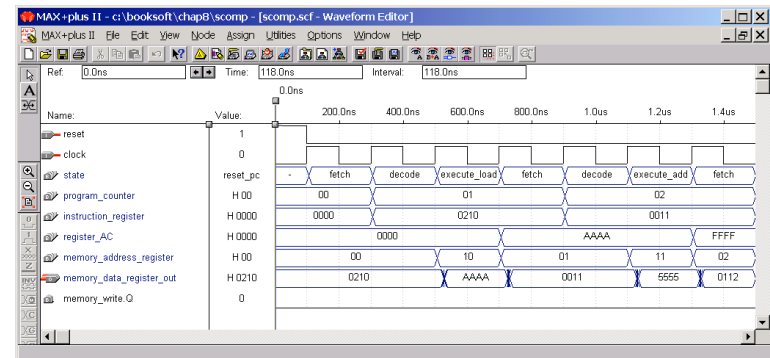 MAX+plus II - c:\booksoft\chap8\scomp - [scomp.scf - Waveform Editor]
MAX+plus II File Edit View Node Assign Utilities Options Window Help
Ref: 0.0ns Time: 118.0ns Interval: 118.0ns
0.0ns
Name: Value: 200.0ns 400.0ns 600.0ns 800.0ns 1.0us 1.2us 1.4us
reset 1
clock 0
state reset_pc - fetch decode execute_load fetch decode execute_add fetch
program_counter H 00 00 01 02
instruction_register H 0000 0000 0210 0011
register_AC H 0000 0000 AAAA FFFF
memory_address_register H 00 00 10 01 11 02
memory_data_register_out H 0210 0210 AAAA 0011 5555 0112
memory_write.Q 0